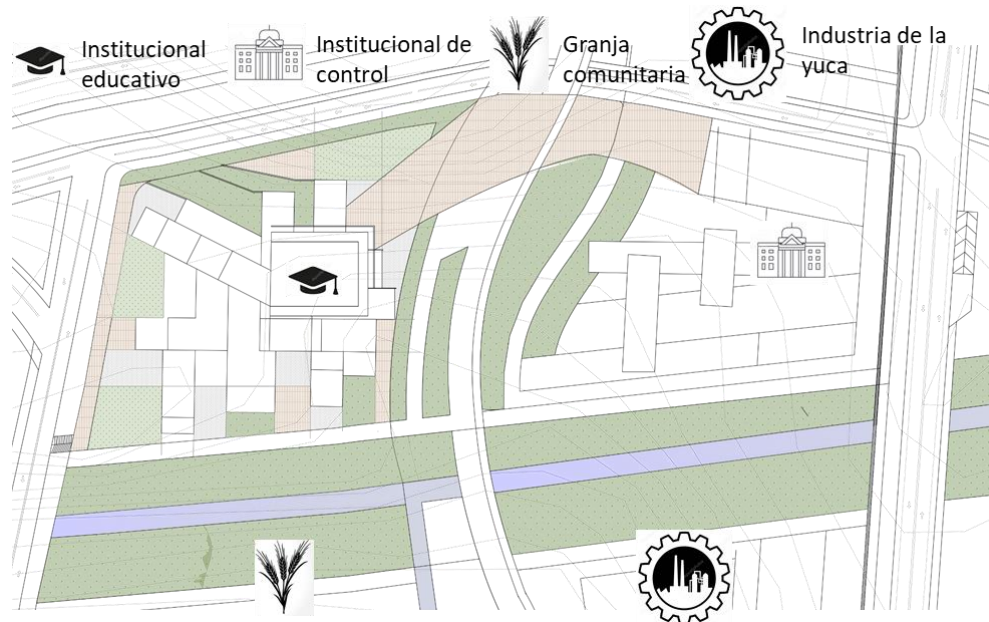 Institucional
educativo
Institucional de
control
Granja
comunitaria
Industria de la
yuca